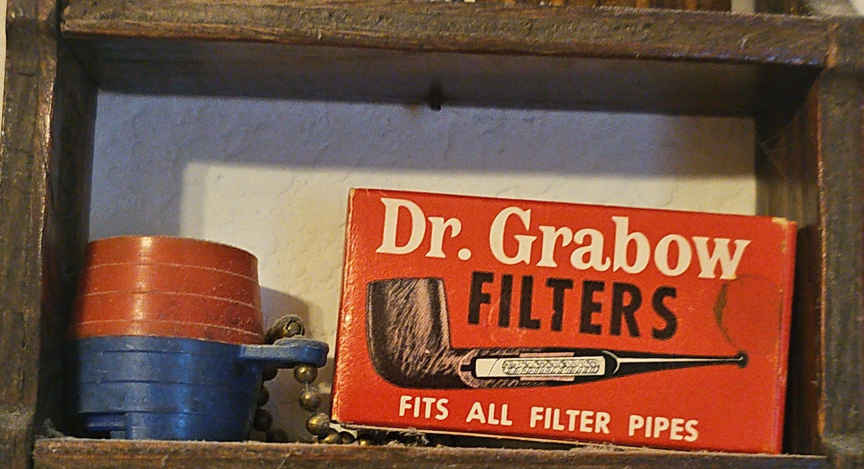 Dr. Grabow
FILTERS
FITS ALL FILTER PIPES